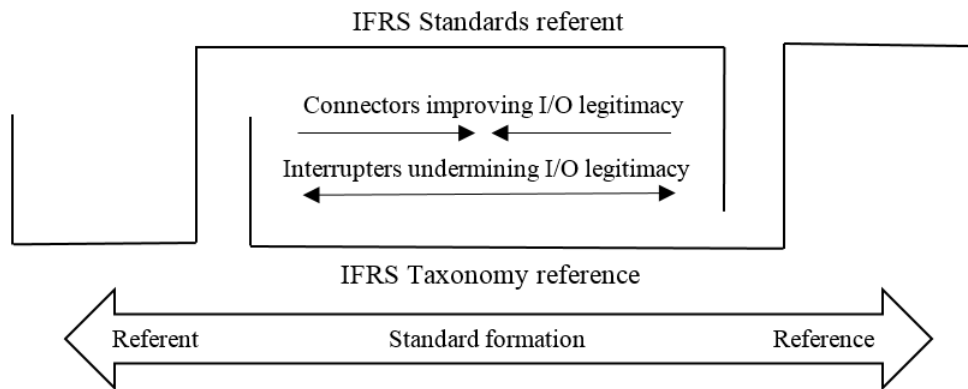 IFRS Standards referent
Connectors improving I/O legitimacy
Interrupters undermining I/O legitimacy
IFRS Taxonomy reference
Referent Standard formation Reference